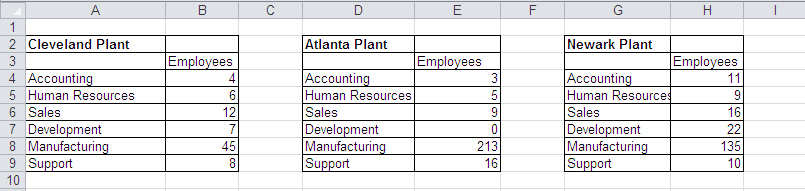 A B C D E F G H I
1
2 Cleveland Plant Atlanta Plant Newark Plant
3 Employees Employees Employees
4 Accounting 4 Accounting 3 Accounting 11
5 Human Resources 6 Human Resources 5 Human Resources 9
6 Sales 12 Sales 9 Sales 16
7 Development 7 Development 0 Development 22
8 Manufacturing 45 Manufacturing 213 Manufacturing 135
9 Support 8 Support 16 Support 10
10